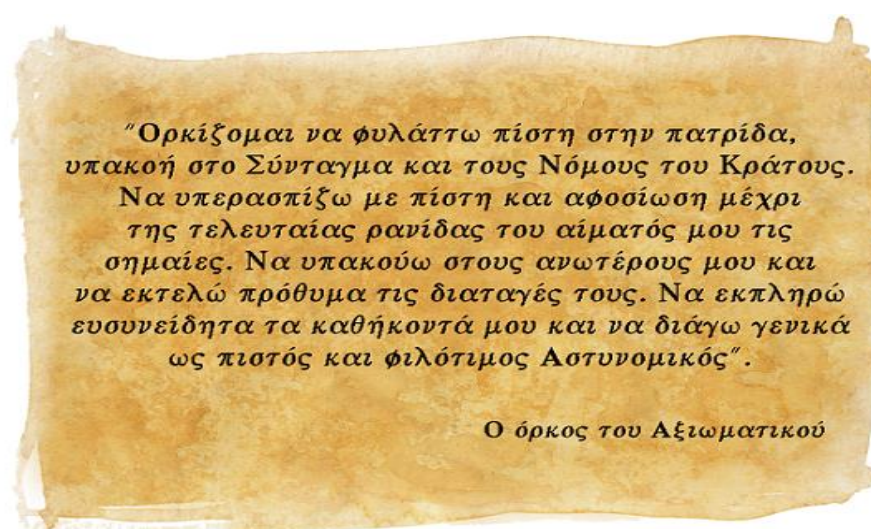 "Ορκίζομαι να φυλάττω πίστη στην πατρίδα,
υπακοή στο Σύνταγμα και τους Νόμους του Κράτους.
Να υπερασπίζω με πίστη και αφοσίωση μέχρι
της τελευταίας ρανίδας του αίματός μου τις
σημαίες. Να υπακούω στους ανωτέρους μου και
να εκτελώ πρόθυμα τις διαταγές τους. Να εκπληρώ
ευσυνείδητα τα καθήκοντά μου και να διάγω γενικά
ως πιστός και φιλότιμος Αστυνομικός".
Ο όρκος του Αξιωματικού